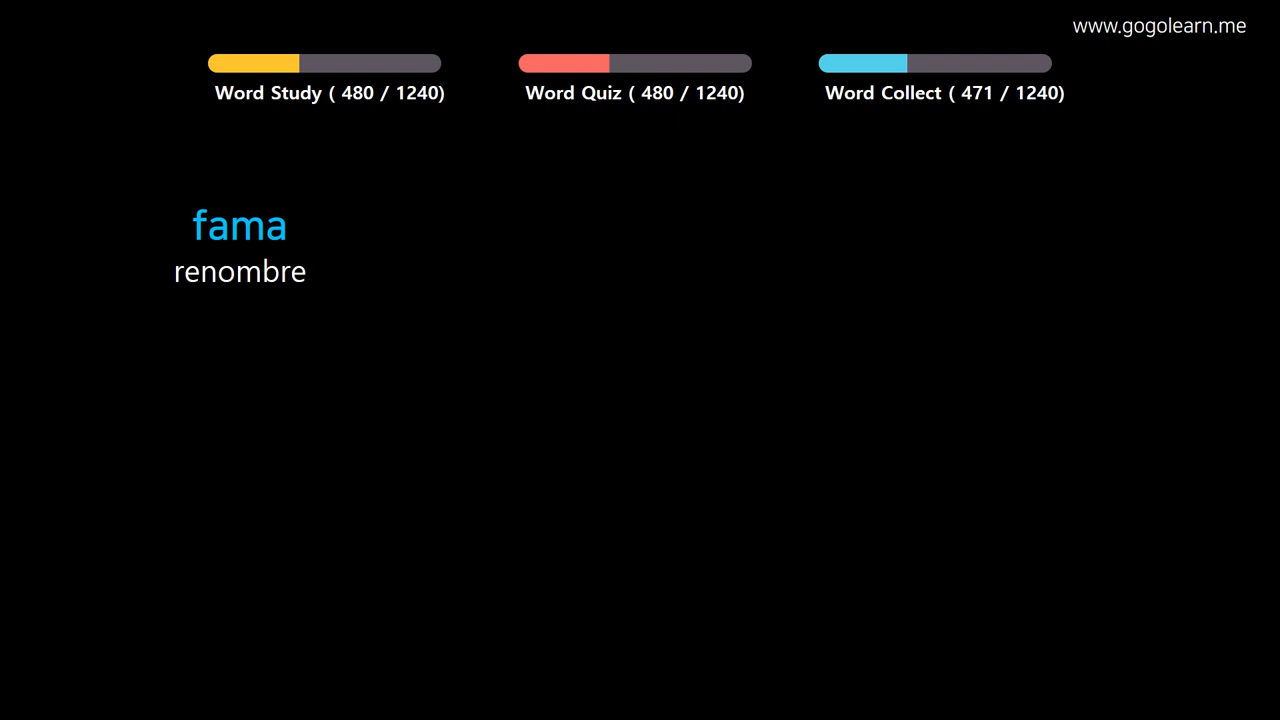 www.gogolearn.me
Word Study ( 480 / 1240)
Word Quiz ( 480 / 1240)
Word Collect ( 471 / 1240)
fama
renombre